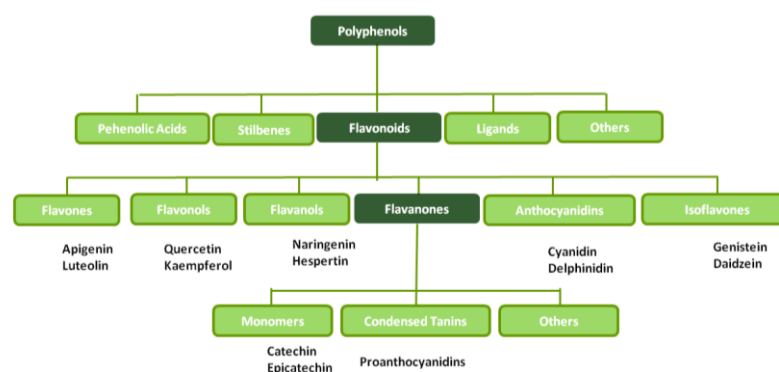 Polyphenols
Pehenolic Acids
Stilbenes
Flavonoids
Ligands
Others
Flavones
Flavonols
Flavanols
Flavanones
Anthocyanidins
Isoflavones
Apigenin
Luteolin
Quercetin
Kaempferol
Naringenin
Hespertin
Cyanidin
Delphinidin
Genistein
Daidzein
Monomers
Condensed Tanins
Others
Catechin
Epicatechin
Proanthocyanidins